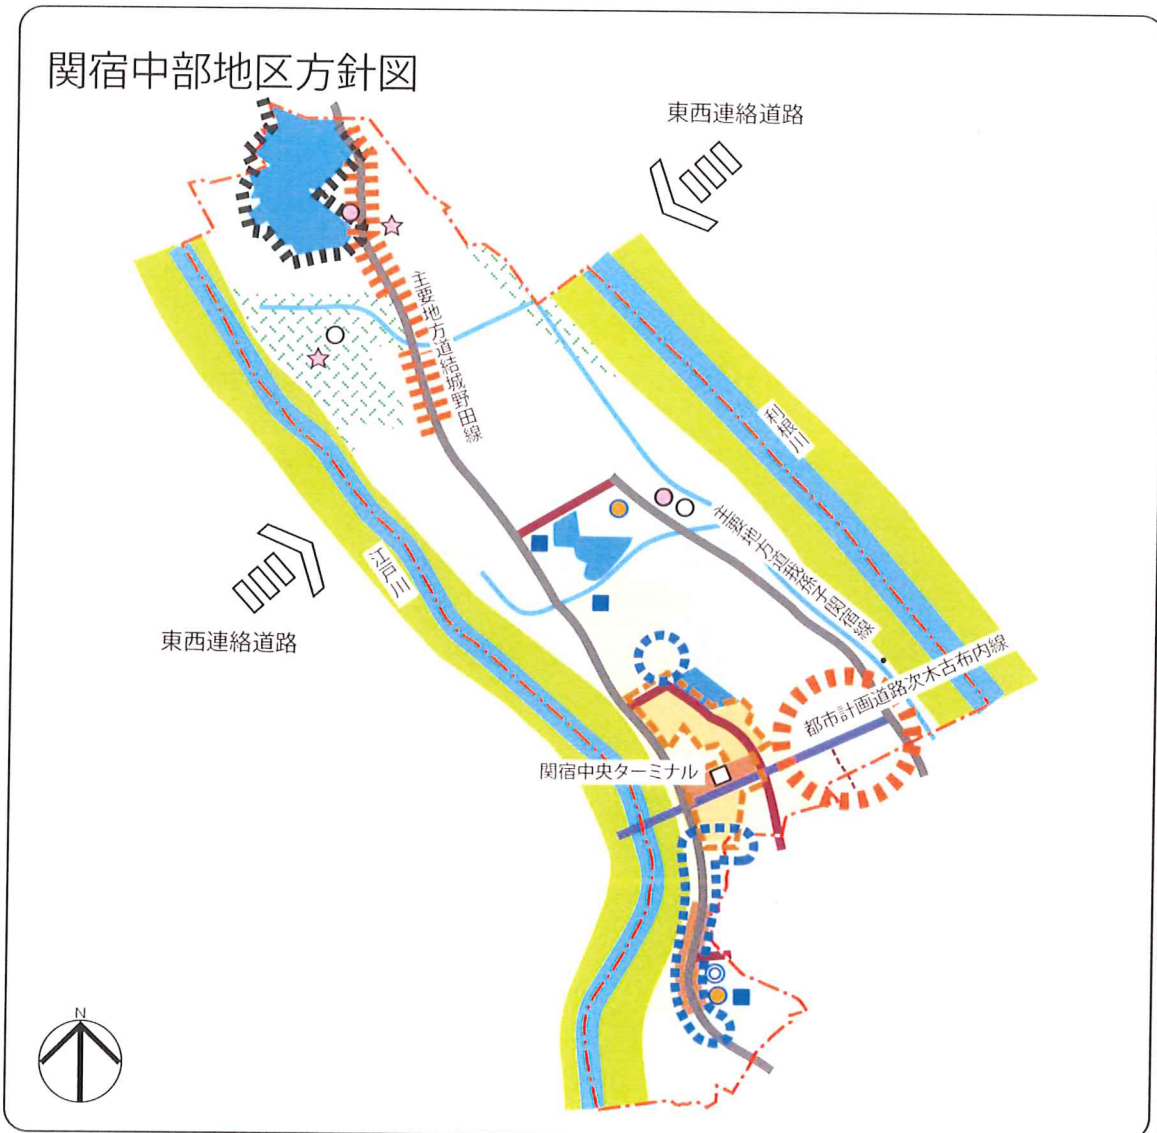 関宿中部地区方針図
東西連絡道路
主要地方道結城野田線
利根川
主要地方道我孫子関宿線
江戸川
東西連絡道路
都市計画道路次木古布内線
関宿中央ターミナル
N